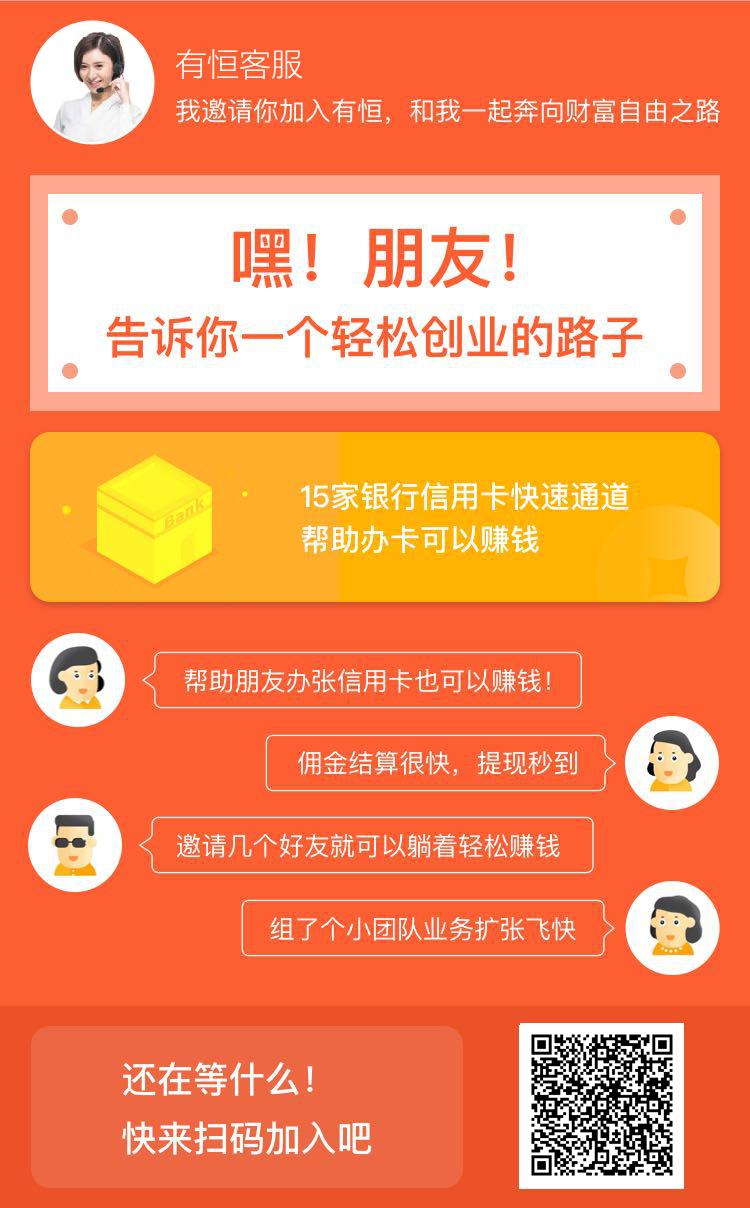 有恒客服
我邀请你加入有恒，和我一起奔向财富自由之路
嘿！朋友！
告诉你一个轻松创业的路子
Bank
15家银行信用卡快速通道
帮助办卡可以赚钱
帮助朋友办张信用卡也可以赚钱！
佣金结算很快，提现秒到
邀请几个好友就可以躺着轻松赚钱
组了个小团队业务扩张飞快
还在等什么！
快来扫码加入吧